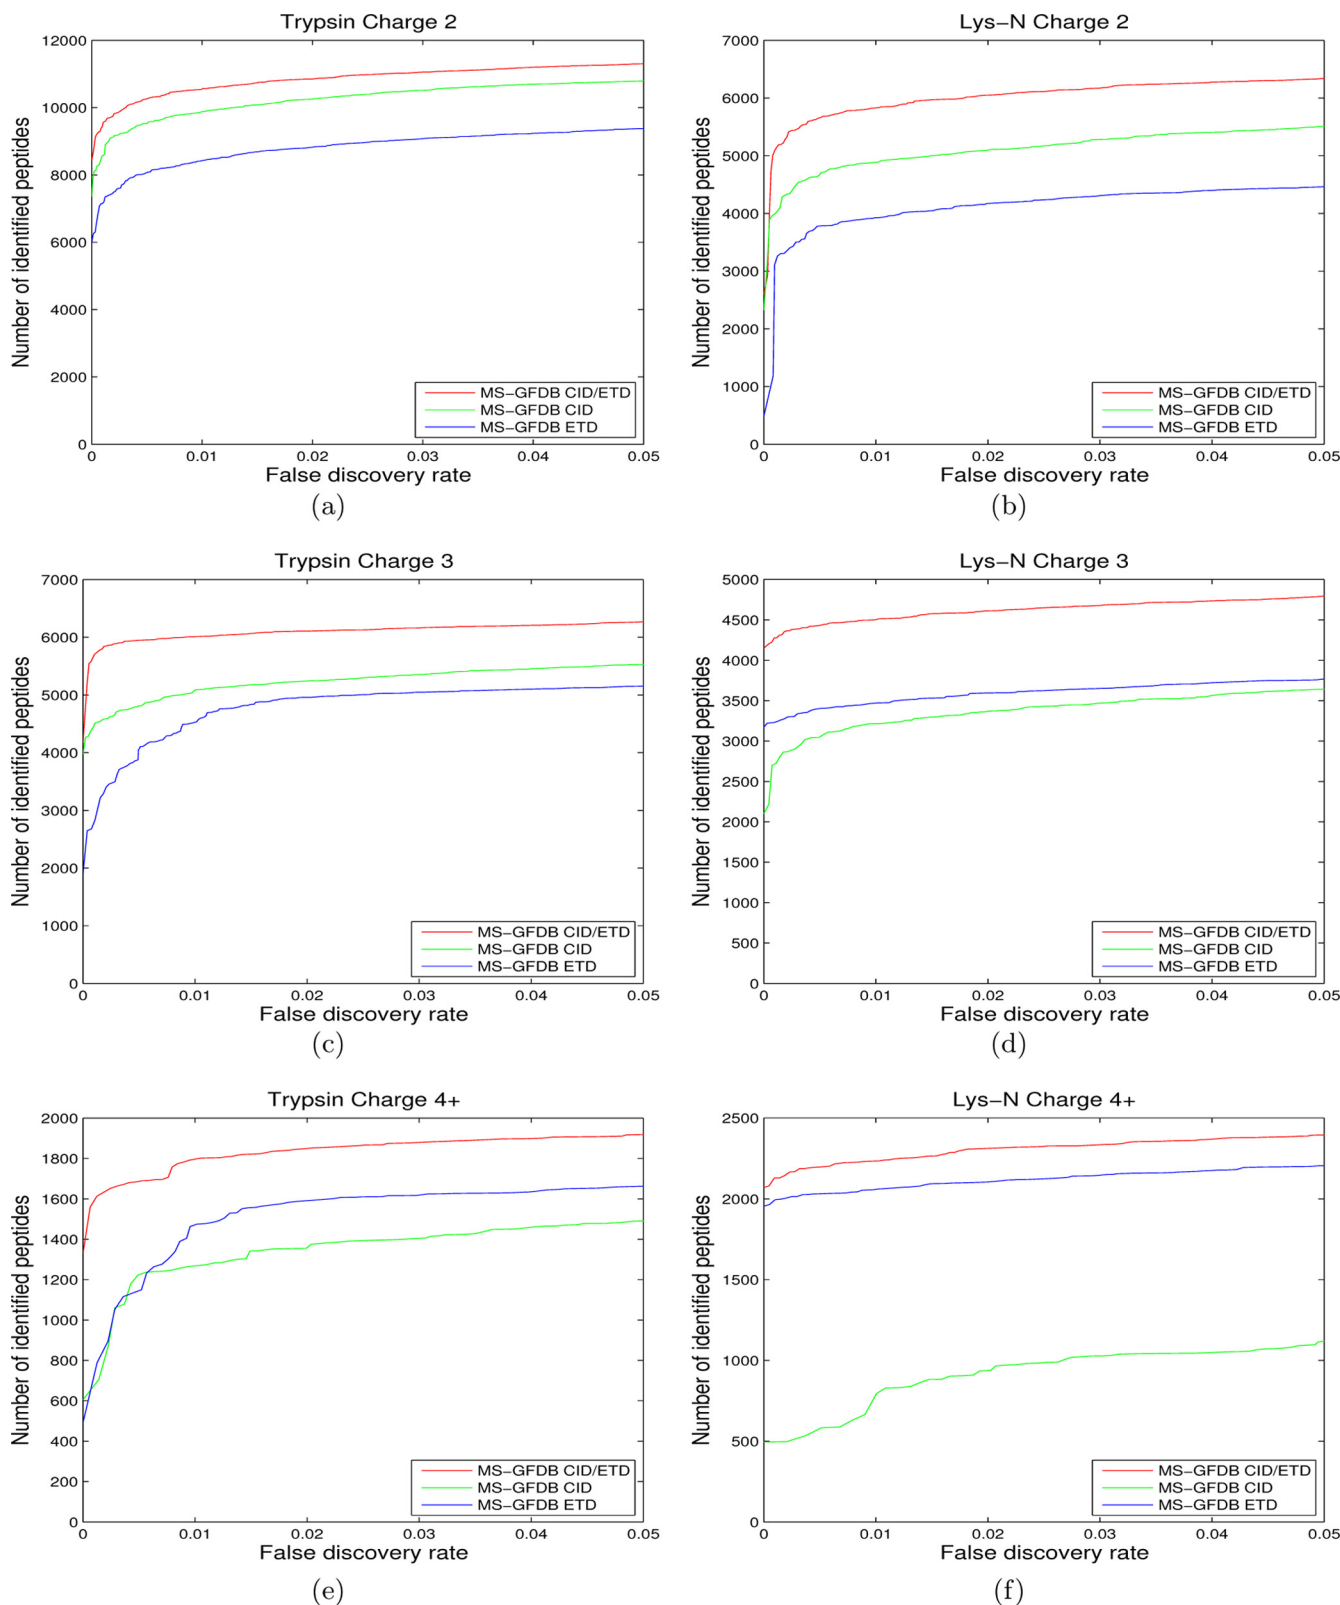 Trypsin Charge 2
Number of identified peptides
12000
10000
8000
6000
4000
2000
0
0 0.01 0.02 0.03 0.04 0.05
False discovery rate
MS-GFDB CID/ETD
MS-GFDB CID
MS-GFDB ETD
(a)
Lys-N Charge 2
Number of identified peptides
7000
6000
5000
4000
3000
2000
1000
0
0 0.01 0.02 0.03 0.04 0.05
False discovery rate
MS-GFDB CID/ETD
MS-GFDB CID
MS-GFDB ETD
(b)
Trypsin Charge 3
Number of identified peptides
7000
6000
5000
4000
3000
2000
1000
0
0 0.01 0.02 0.03 0.04 0.05
False discovery rate
MS-GFDB CID/ETD
MS-GFDB CID
MS-GFDB ETD
(c)
Lys-N Charge 3
Number of identified peptides
5000
4500
4000
3500
3000
2500
2000
1500
1000
500
0
0 0.01 0.02 0.03 0.04 0.05
False discovery rate
MS-GFDB CID/ETD
MS-GFDB CID
MS-GFDB ETD
(d)
Trypsin Charge 4+
Number of identified peptides
2000
1800
1600
1400
1200
1000
800
600
400
200
0
0 0.01 0.02 0.03 0.04 0.05
False discovery rate
MS-GFDB CID/ETD
MS-GFDB CID
MS-GFDB ETD
(e)
Lys-N Charge 4+
Number of identified peptides
2500
2000
1500
1000
500
0
0 0.01 0.02 0.03 0.04 0.05
False discovery rate
MS-GFDB CID/ETD
MS-GFDB CID
MS-GFDB ETD
(f)